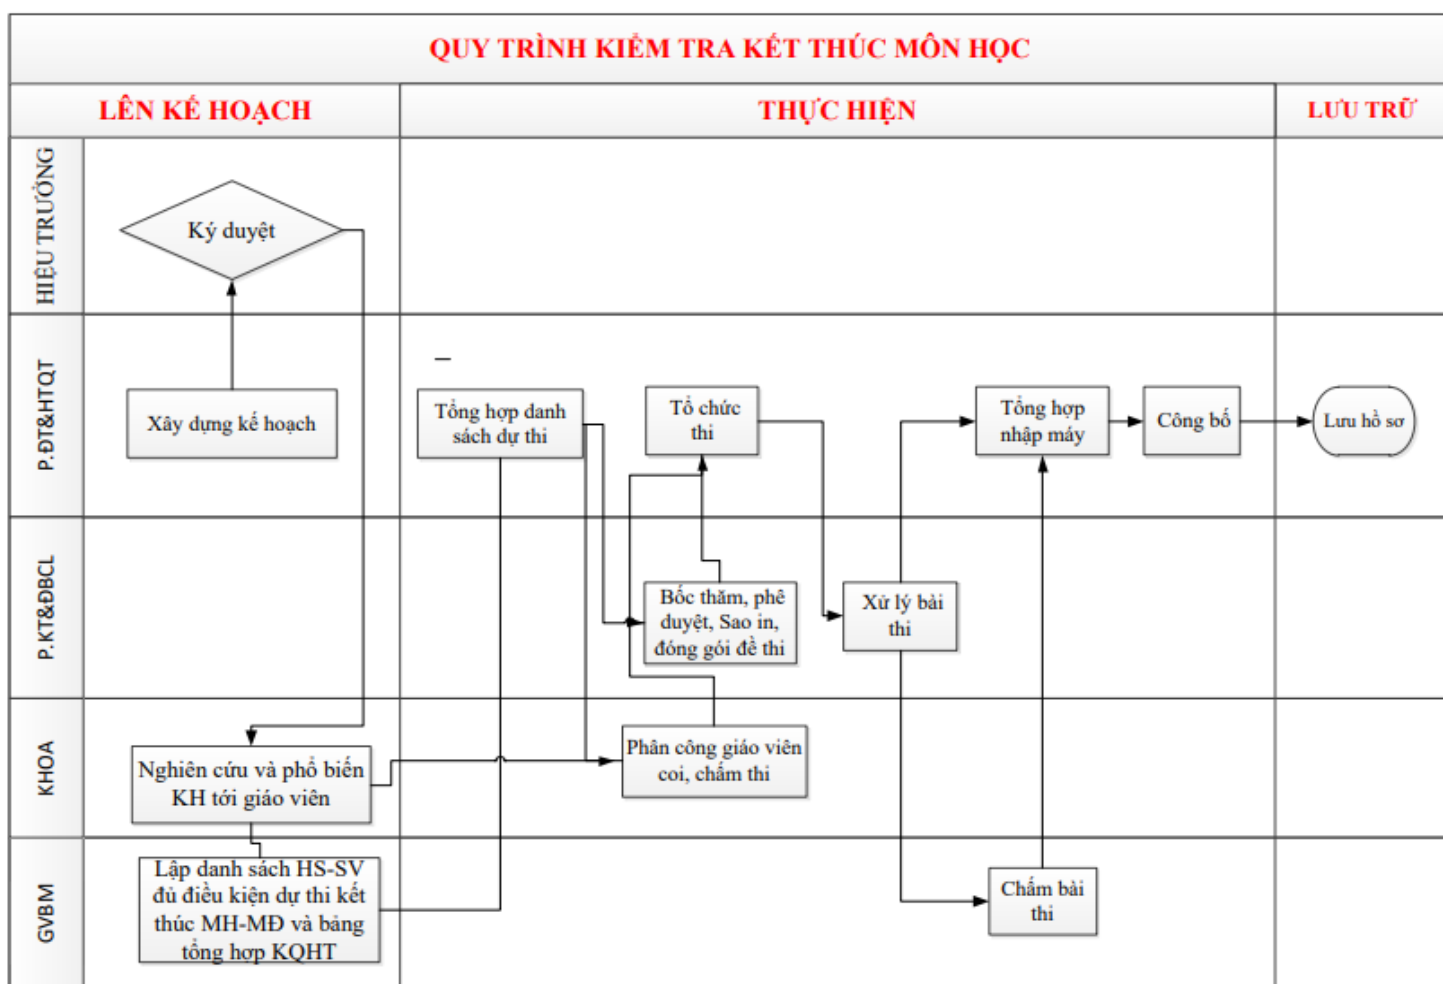 QUY TRÌNH KIỂM TRA KẾT THÚC MÔN HỌC
LÊN KẾ HOẠCH
THỰC HIỆN
LƯU TRỮ
HIỆU TRƯỞNG
Ký duyệt
P.ĐT&HTQT
Xây dựng kế hoạch
Tổng hợp danh
sách dự thi
Tổ chức
thi
Tổng hợp
nhập máy
Công bố
Lưu hồ sơ
P.KT&ĐBCL
Bốc thăm, phê
duyệt, Sao in,
đóng gói đề thi
Xử lý bài
thi
KHOA
Nghiên cứu và phổ biến
KH tới giáo viên
Phân công giáo viên
coi, chấm thi
GVBM
Lập danh sách HS-SV
đủ điều kiện dự thi kết
thúc MH-MĐ và bảng
tổng hợp KQHT
Chấm bài
thi